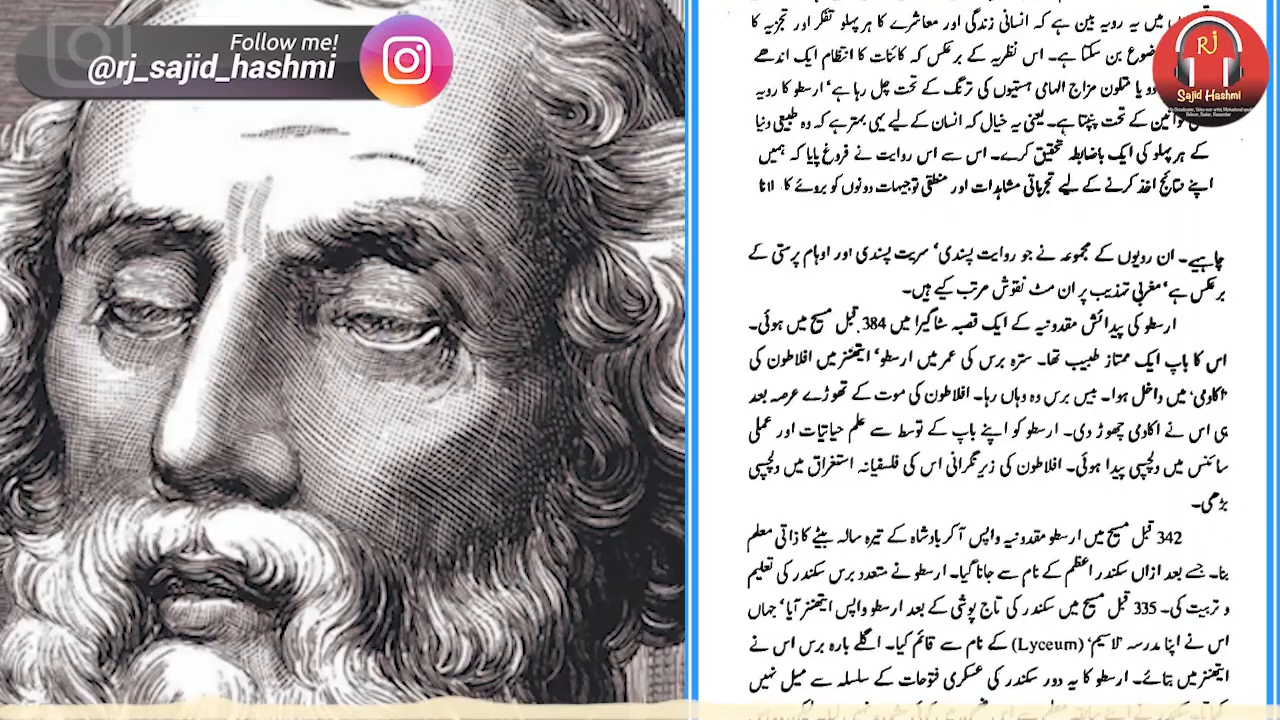 Follow me!
@rj_sajid_hashmi
Rj
Sajid Hashmi
میں یہ رویہ بین ہے کہ انسانی زندگی اور معاشرے کا ہر پہلو تفکر اور تجزیہ کا
ضوع بن سکتا ہے۔ اس نظریہ کے برعکس کہ کائنات کا انتظام ایک اندھے
دو یا متلون مزاج الہامی ہستیوں کی ترنگ کے تحت چل رہا ہے‘ ارسطو کا رویہ
قوانین کے تحت پنپتا ہے۔ یعنی یہ خیال کہ انسان کے لیے یہی بہتر ہے کہ وہ طبیعی دنیا
کے ہر پہلو کی ایک باضابطہ تحقیق کرے۔ اس سے اس روایت نے فروغ پایا کہ ہمیں
اپنے نتائج اخذ کرنے کے لیے تجرباتی مشاہدات اور منطقی توجیہات دونوں کو بروئے کار لانا
چاہیے۔ ان رویوں کے مجموعہ نے جو روایت پسندی‘ سریت پسندی اور اوہام پرستی کے
برعکس ہے‘ مغربی تہذیب پر ان مٹ نقوش مرتب کیے ہیں۔
ارسطو کی پیدائش مقدونیہ کے ایک قصبہ سٹاگیرا میں 384 قبل مسیح میں ہوئی۔
اس کا باپ ایک ممتاز طبیب تھا۔ سترہ برس کی عمر میں ارسطو‘ ایتھنز میں افلاطون کی
’اکادمی‘ میں داخل ہوا۔ بیس برس وہ وہاں رہا۔ افلاطون کی موت کے تھوڑے عرصہ بعد
ہی اس نے اکادمی چھوڑ دی۔ ارسطو کو اپنے باپ کے توسط سے علم حیاتیات اور عملی
سائنس میں دلچسپی پیدا ہوئی۔ افلاطون کی زیر نگرانی اس کی فلسفیانہ استغراق میں دلچسپی
بڑھی۔
342 قبل مسیح میں ارسطو مقدونیہ واپس آ کر بادشاہ کے تیرہ سالہ بیٹے کا ذاتی معلم
بنا۔ جسے بعد ازاں سکندر اعظم کے نام سے جانا گیا۔ ارسطو نے متعدد برس سکندر کی تعلیم
و تربیت کی۔ 335 قبل مسیح میں سکندر کی تاج پوشی کے بعد ارسطو واپس ایتھنز آیا‘ جہاں
اس نے اپنا مدرسہ ’لاسیم‘ (Lyceum) کے نام سے قائم کیا۔ اگلے بارہ برس اس نے
ایتھنز میں بتائے۔ ارسطو کا یہ دور سکندر کی عسکری فتوحات کے سلسلہ سے میل نہیں